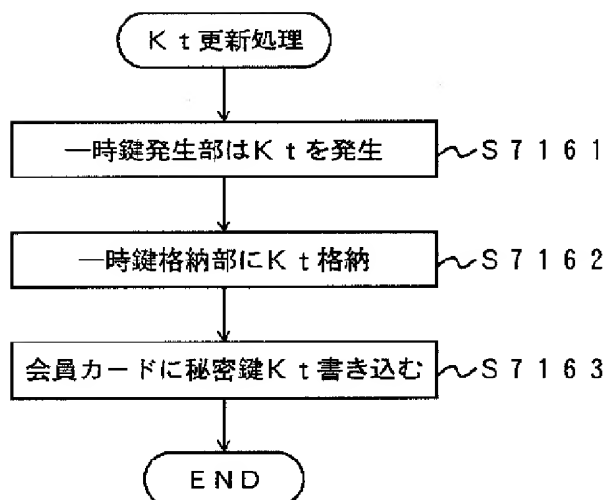 Kt更新処理
一時鍵発生部はKtを発生
S7161
一時鍵格納部にKt格納
S7162
会員カードに秘密鍵Kt書き込む
S7163
END